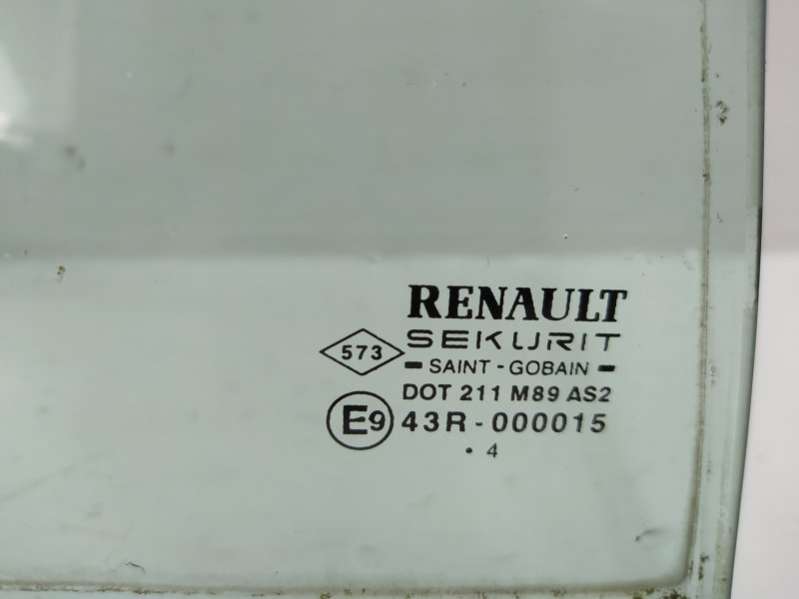 RENAULT
SEKURIT
573
SAINT-GOBAIN
DOT 211 M89 AS2
E9 43R-000015
. 4